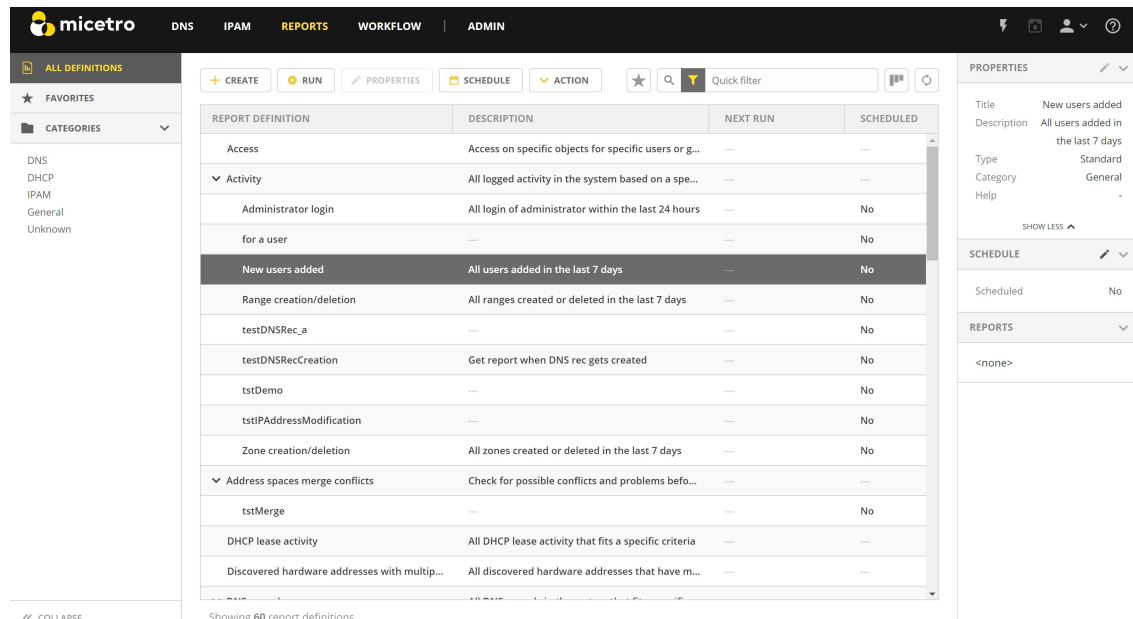 micetro DNS IPAM REPORTS WORKFLOW | ADMIN
ALL DEFINITIONS
FAVORITES
CATEGORIES
DNS
DHCP
IPAM
General
Unknown
COLLAPSE
CREATE RUN PROPERTIES SCHEDULE ACTION Quick filter
REPORT DEFINITION DESCRIPTION NEXT RUN SCHEDULED
Access Access on specific objects for specific users or g... --- ---
Activity All logged activity in the system based on a spe... --- ---
Administrator login All login of administrator within the last 24 hours --- No
for a user --- --- No
New users added All users added in the last 7 days --- No
Range creation/deletion All ranges created or deleted in the last 7 days --- No
testDNSRec_a --- --- No
testDNSRecCreation Get report when DNS rec gets created --- No
tstDemo --- --- No
tstIPAddressModification --- --- No
Zone creation/deletion All zones created or deleted in the last 7 days --- No
Address spaces merge conflicts Check for possible conflicts and problems befo... --- ---
tstMerge --- --- No
DHCP lease activity All DHCP lease activity that fits a specific criteria --- ---
Discovered hardware addresses with multip... All discovered hardware addresses that have m... --- ---
Showing 60 report definitions
PROPERTIES
Title New users added
Description All users added in
the last 7 days
Type Standard
Category General
Help -
SHOW LESS
SCHEDULE
Scheduled No
REPORTS
<none>